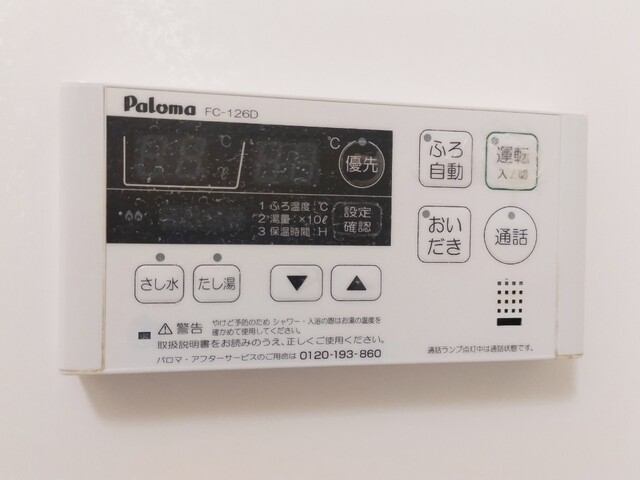 Paloma FC-126D
℃ ℃ 優先
ふろ自動
運転 入/切
1 ふろ温度:℃
2 湯量:×10ℓ
3 保温時間:H
設定確認
おいだき
通話
さし水 たし湯 ▼ ▲
⚠警告 やけど予防のため シャワー・入浴の際はお湯の温度を
確かめて使用してください。
取扱説明書をお読みのうえ、正しくご使用ください。
パロマ・アフターサービスのご用命は 0120-193-860
通話ランプ点灯中は通話状態です。